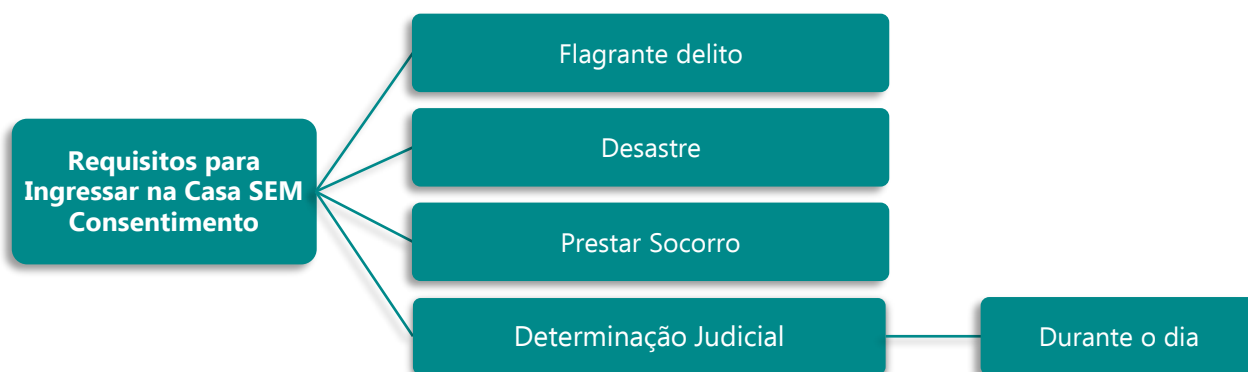 Requisitos para
Ingressar na Casa SEM
Consentimento
Flagrante delito
Desastre
Prestar Socorro
Determinação Judicial
Durante o dia